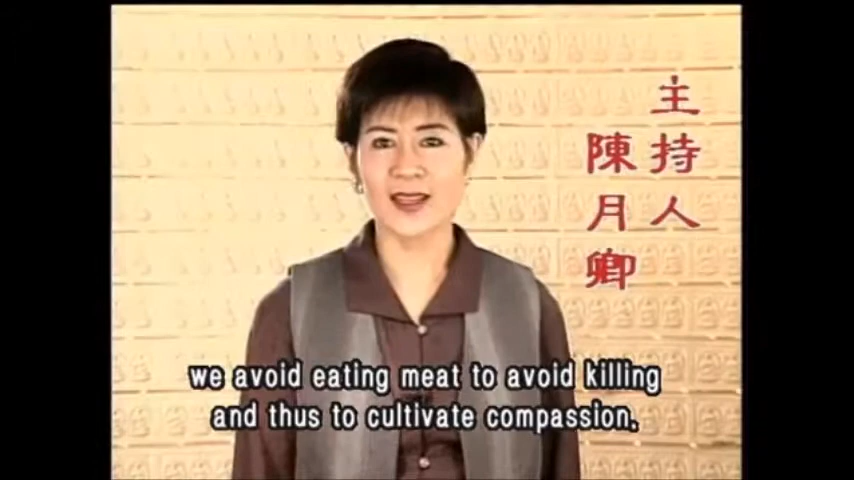 主持人
陳月卿
we avoid eating meat to avoid killing
and thus to cultivate compassion.